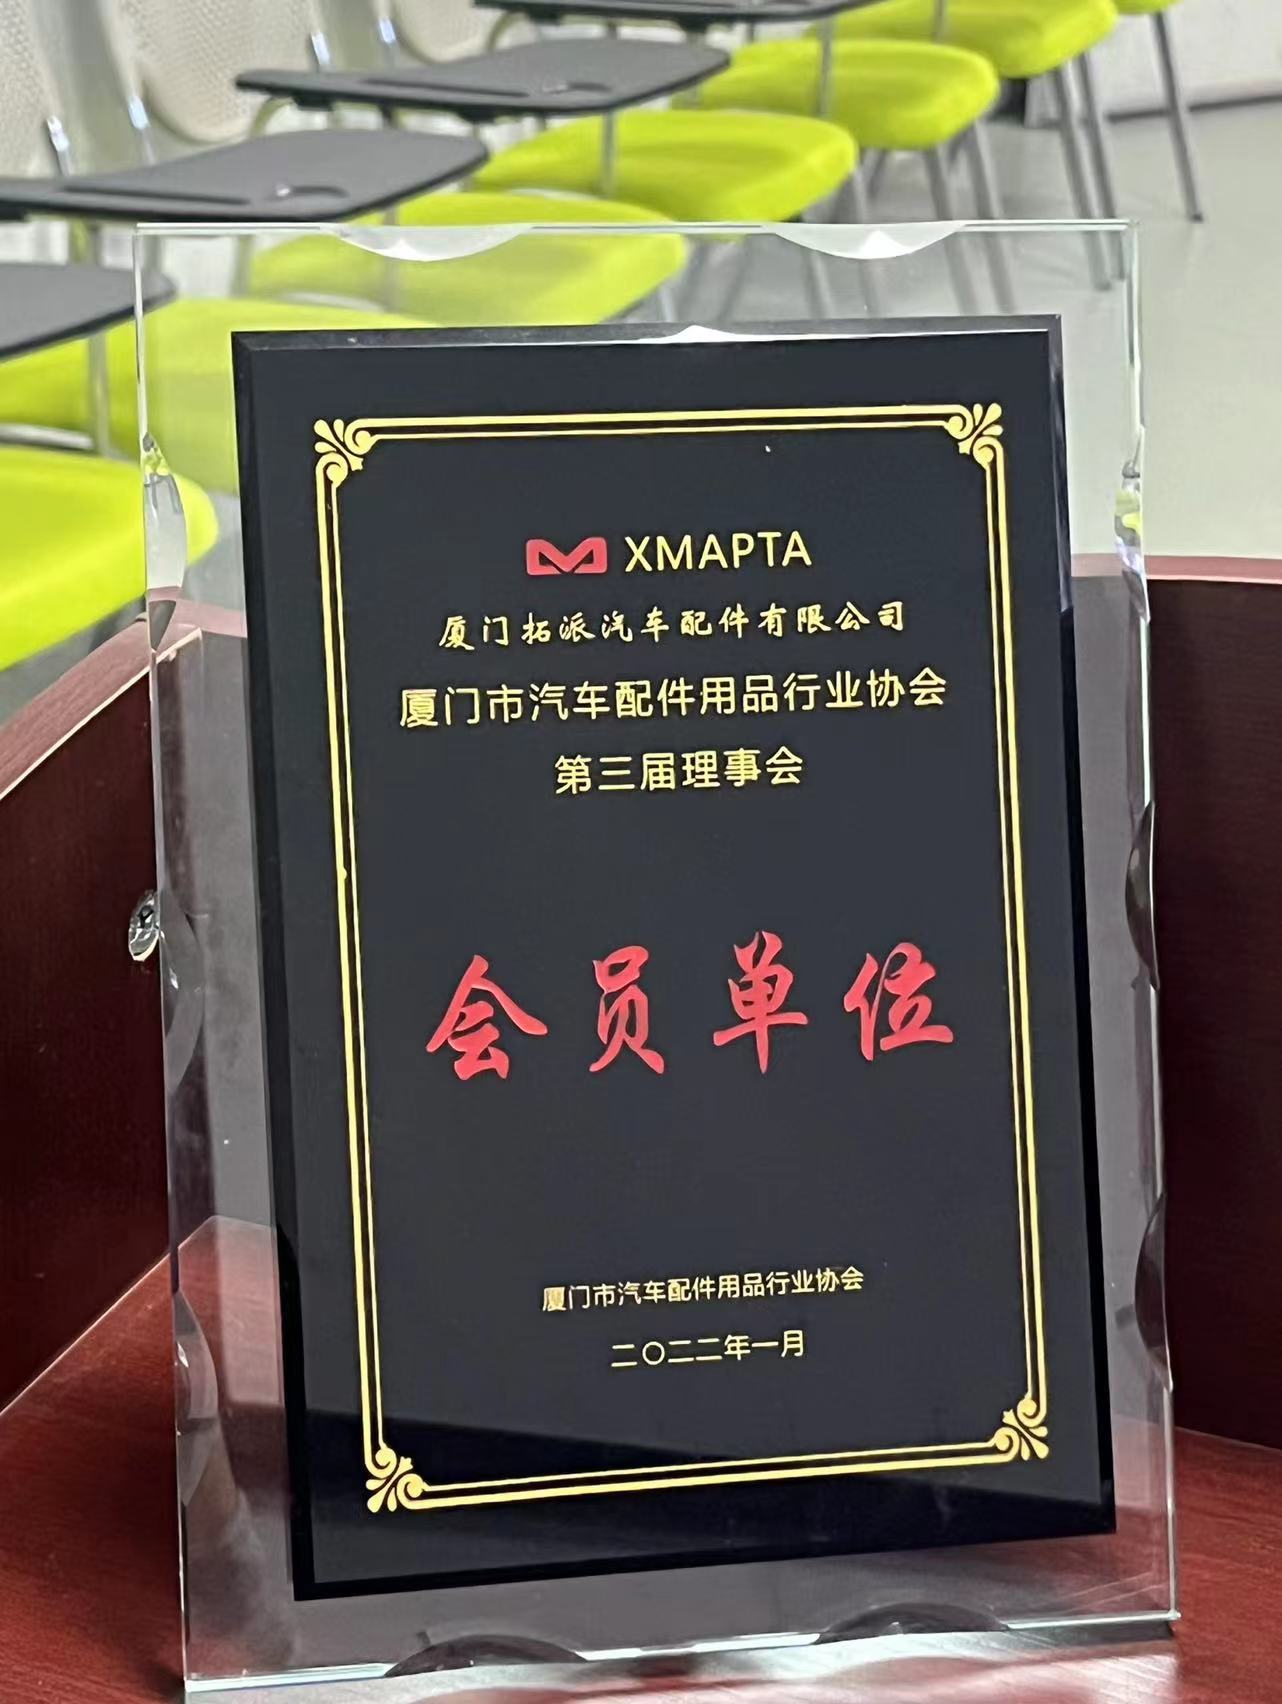 XMAPTA
厦门拓派汽车配件有限公司
厦门市汽车配件用品行业协会
第三届理事会
会员单位
厦门市汽车配件用品行业协会
二〇二二年一月